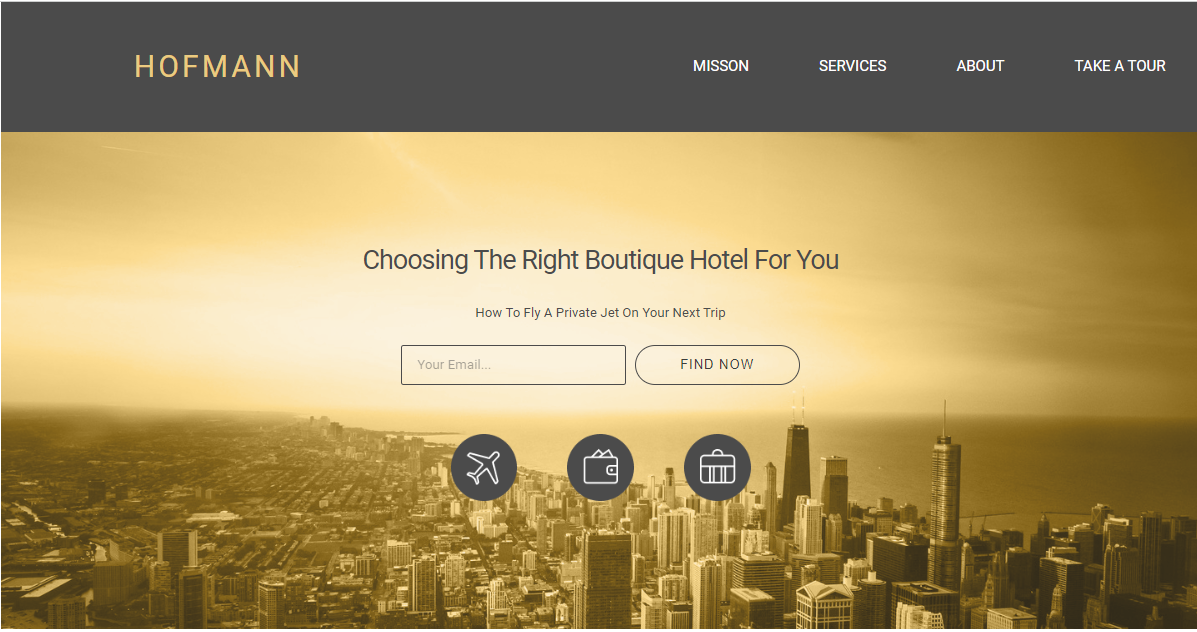 HOFMANN
MISSON SERVICES ABOUT TAKE A TOUR
Choosing The Right Boutique Hotel For You
How To Fly A Private Jet On Your Next Trip
Your Email... FIND NOW